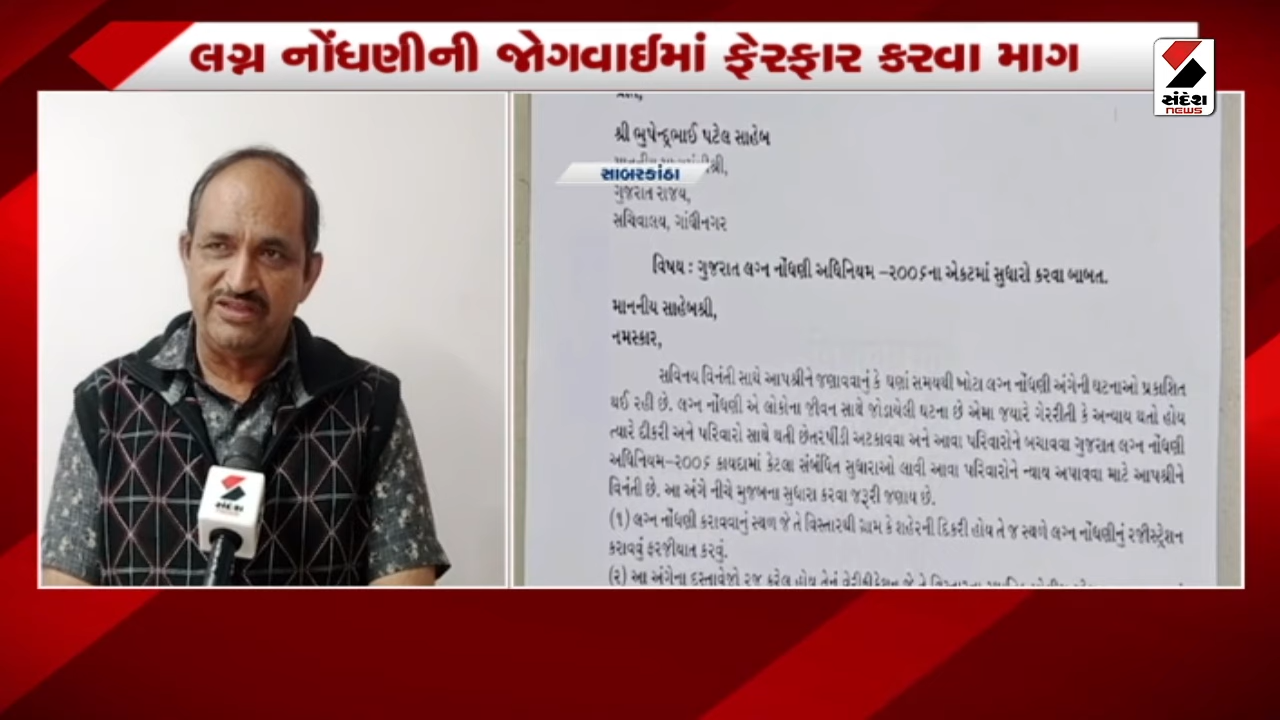 લગ્ન નોંધણીની જોગવાઈમાં ફેરફાર કરવા માગ
સંદેશ
NEWS
શ્રી ભુપેન્દ્રભાઈ પટેલ સાહેબ
સાબરકાંઠા
ગુજરાત રાજ્ય,
સચિવાલય, ગાંધીનગર
વિષય : ગુજરાત લગ્ન નોંધણી અધિનિયમ –૨૦૦૬ના એકટમાં સુધારો કરવા બાબત.
માનનીય સાહેબશ્રી,
નમસ્કાર,
સવિનય વિનંતી સાથે આપશ્રીને જણાવવાનું કે ઘણાં સમયથી ખોટા લગ્ન નોંધણી અંગેની ઘટનાઓ પ્રકાશિત
થઈ રહી છે. લગ્ન નોંધણી એ લોકોના જીવન સાથે જોડાયેલી ઘટના છે એમા જયારે ગેરરીતી કે અન્યાય થતો હોય
ત્યારે દીકરી અને પરિવારો સાથે થતી છેતરપીંડી અટકાવવા અને આવા પરિવારોને બચાવવા ગુજરાત લગ્ન નોંધણી
અધિનિયમ–૨૦૦૬ કાયદામાં કેટલા સંબંધિત સુધારાઓ લાવી આવા પરિવારોને ન્યાય અપાવવા માટે આપશ્રીને
વિનંતી છે. આ અંગે નીચે મુજબના સુધારા કરવા જરૂરી જણાય છે.
(૧) લગ્ન નોંધણી કરાવવાનું સ્થળ જે તે વિસ્તારથી ગ્રામ કે શહેરની દિકરી હોય તે જ સ્થળે લગ્ન નોંધણીનું રજીસ્ટ્રેશન
કરાવવું ફરજીયાત કરવું.
(૨) આ અંગેના દસ્તાવેજો રજુ કરેલ હોય તેનું વેરીફીકેશન જે તે વિસ્તારના
સંદેશ
NEWS